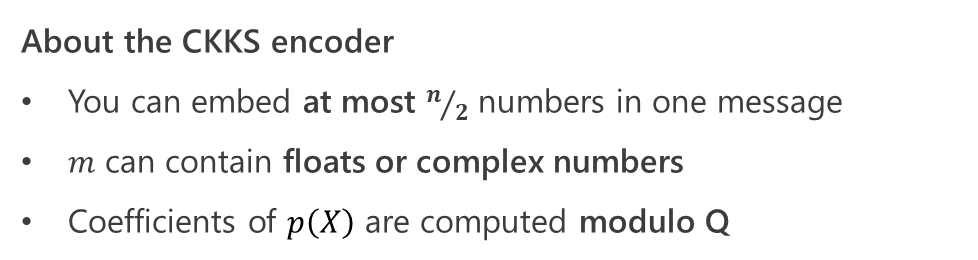 About the CKKS encoder
• You can embed at most n/2 numbers in one message
• m can contain floats or complex numbers
• Coefficients of p(X) are computed modulo Q